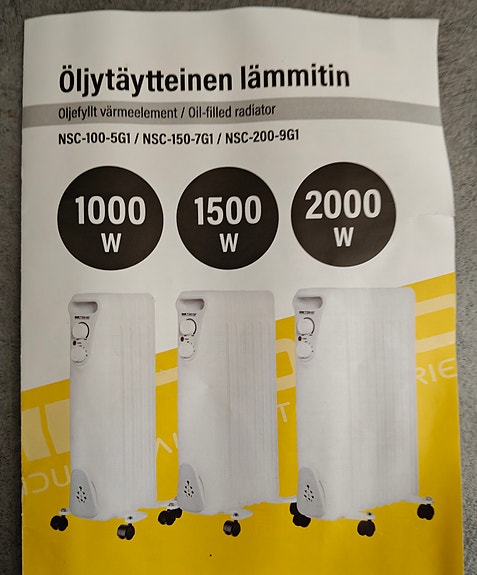 Öljytäytteinen lämmitin
Oljefyllt värmeelement / Oil-filled radiator
NSC-100-5G1 / NSC-150-7G1 / NSC-200-9G1
1000
W
1500
W
2000
W